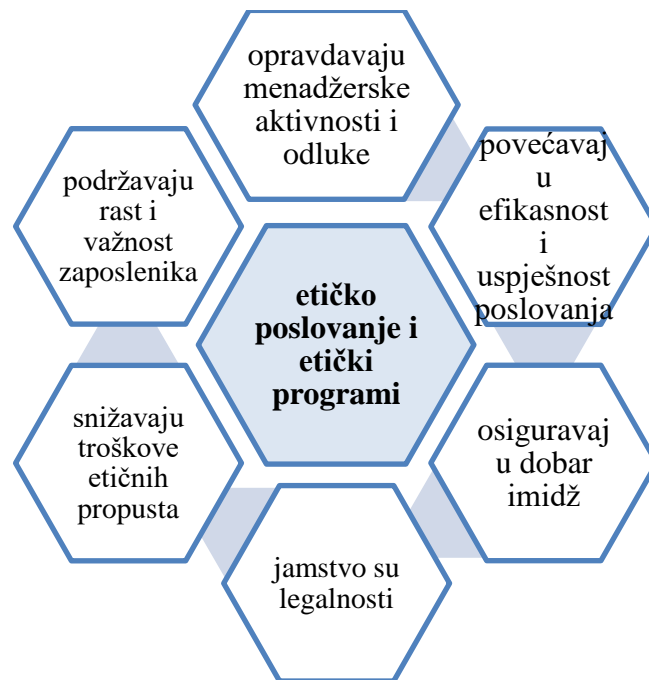 opravdavaju
menadžerske
aktivnosti i
odluke
povećavaj
u
efikasnost
i
uspješnost
poslovanja
osiguravaj
u dobar
imidž
jamstvo su
legalnosti
snižavaju
troškove
etičnih
propusta
podržavaju
rast i
važnost
zaposlenika
etičko
poslovanje i
etički
programi